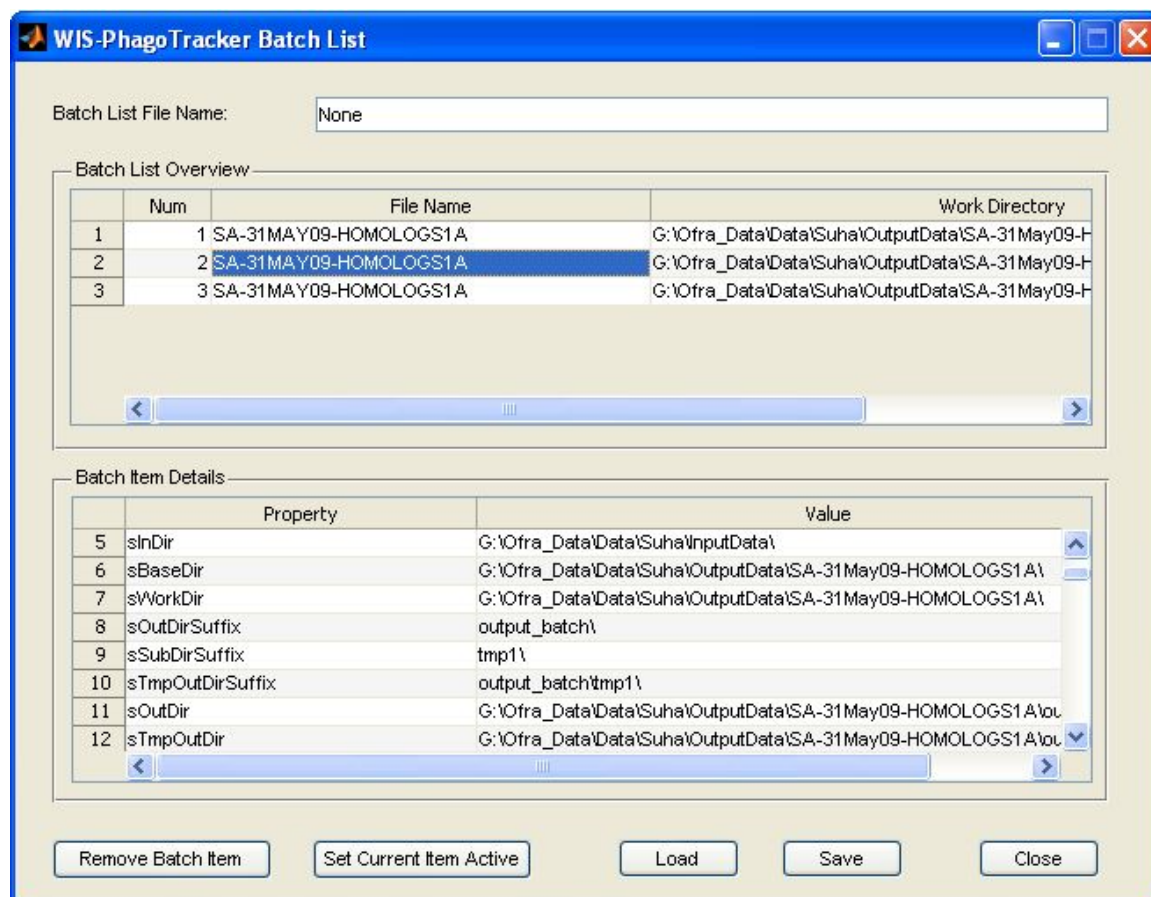 WIS-PhagoTracker Batch List
Batch List File Name: None
Batch List Overview
Num File Name Work Directory
1 1 SA-31MAY09-HOMOLOGS1A G:\Ofra_Data\Data\Suha\OutputData\SA-31May09-H
2 2 SA-31MAY09-HOMOLOGS1A G:\Ofra_Data\Data\Suha\OutputData\SA-31May09-H
3 3 SA-31MAY09-HOMOLOGS1A G:\Ofra_Data\Data\Suha\OutputData\SA-31May09-H
Batch Item Details
Property Value
5 sInDir G:\Ofra_Data\Data\Suha\InputData\
6 sBaseDir G:\Ofra_Data\Data\Suha\OutputData\SA-31May09-HOMOLOGS1A\
7 sWorkDir G:\Ofra_Data\Data\Suha\OutputData\SA-31May09-HOMOLOGS1A\
8 sOutDirSuffix output_batch\
9 sSubDirSuffix tmp1\
10 sTmpOutDirSuffix output_batch\tmp1\
11 sOutDir G:\Ofra_Data\Data\Suha\OutputData\SA-31May09-HOMOLOGS1A\ou
12 sTmpOutDir G:\Ofra_Data\Data\Suha\OutputData\SA-31May09-HOMOLOGS1A\ou
Remove Batch Item Set Current Item Active Load Save Close